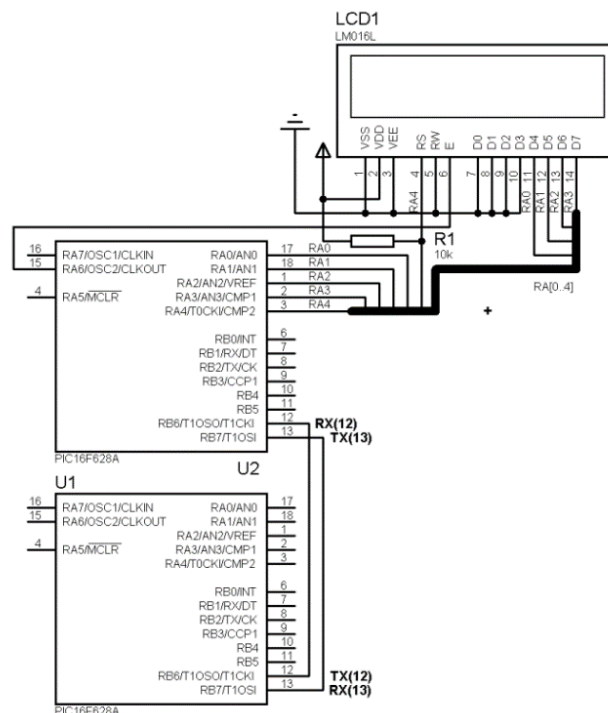 LCD1
LM016L
VSS VDD VEE RS RW E D0 D1 D2 D3 D4 D5 D6 D7
1 2 3 4 5 6 7 8 9 10 11 12 13 14
RA4 RA0 RA1 RA2 RA3
-
R1
10k
RA[0..4]
+
16 RA7/OSC1/CLKIN RA0/AN0 17 RA0
15 RA6/OSC2/CLKOUT RA1/AN1 18 RA1
RA2/AN2/VREF 1 RA2
4 RA5/MCLR RA3/AN3/CMP1 2 RA3
RA4/T0CKI/CMP2 3 RA4
RB0/INT 6
RB1/RX/DT 7
RB2/TX/CK 8
RB3/CCP1 9
RB4 10
RB5 11
RB6/T1OSO/T1CKI 12 RX(12)
RB7/T1OSI 13 TX(13)
PIC16F628A
U1 U2
16 RA7/OSC1/CLKIN RA0/AN0 17
15 RA6/OSC2/CLKOUT RA1/AN1 18
RA2/AN2/VREF 1
4 RA5/MCLR RA3/AN3/CMP1 2
RA4/T0CKI/CMP2 3
RB0/INT 6
RB1/RX/DT 7
RB2/TX/CK 8
RB3/CCP1 9
RB4 10
RB5 11
RB6/T1OSO/T1CKI 12 TX(12)
RB7/T1OSI 13 RX(13)
PIC16F628A